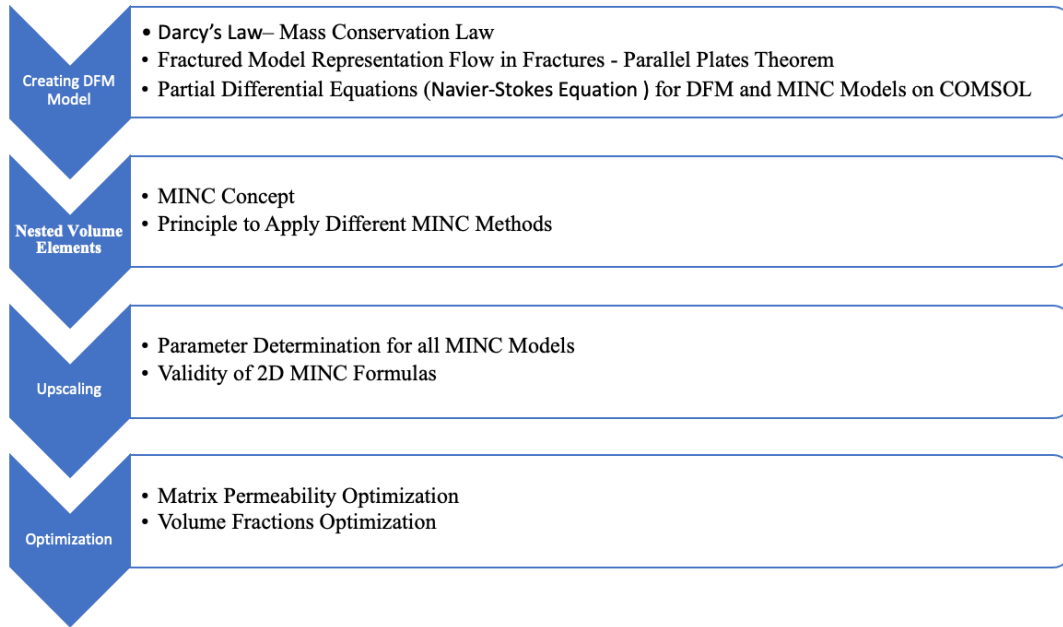 Creating DFM
Model
• Darcy's Law– Mass Conservation Law
• Fractured Model Representation Flow in Fractures - Parallel Plates Theorem
• Partial Differential Equations (Navier-Stokes Equation ) for DFM and MINC Models on COMSOL
Nested Volume
Elements
• MINC Concept
• Principle to Apply Different MINC Methods
Upscaling
• Parameter Determination for all MINC Models
• Validity of 2D MINC Formulas
Optimization
• Matrix Permeability Optimization
• Volume Fractions Optimization